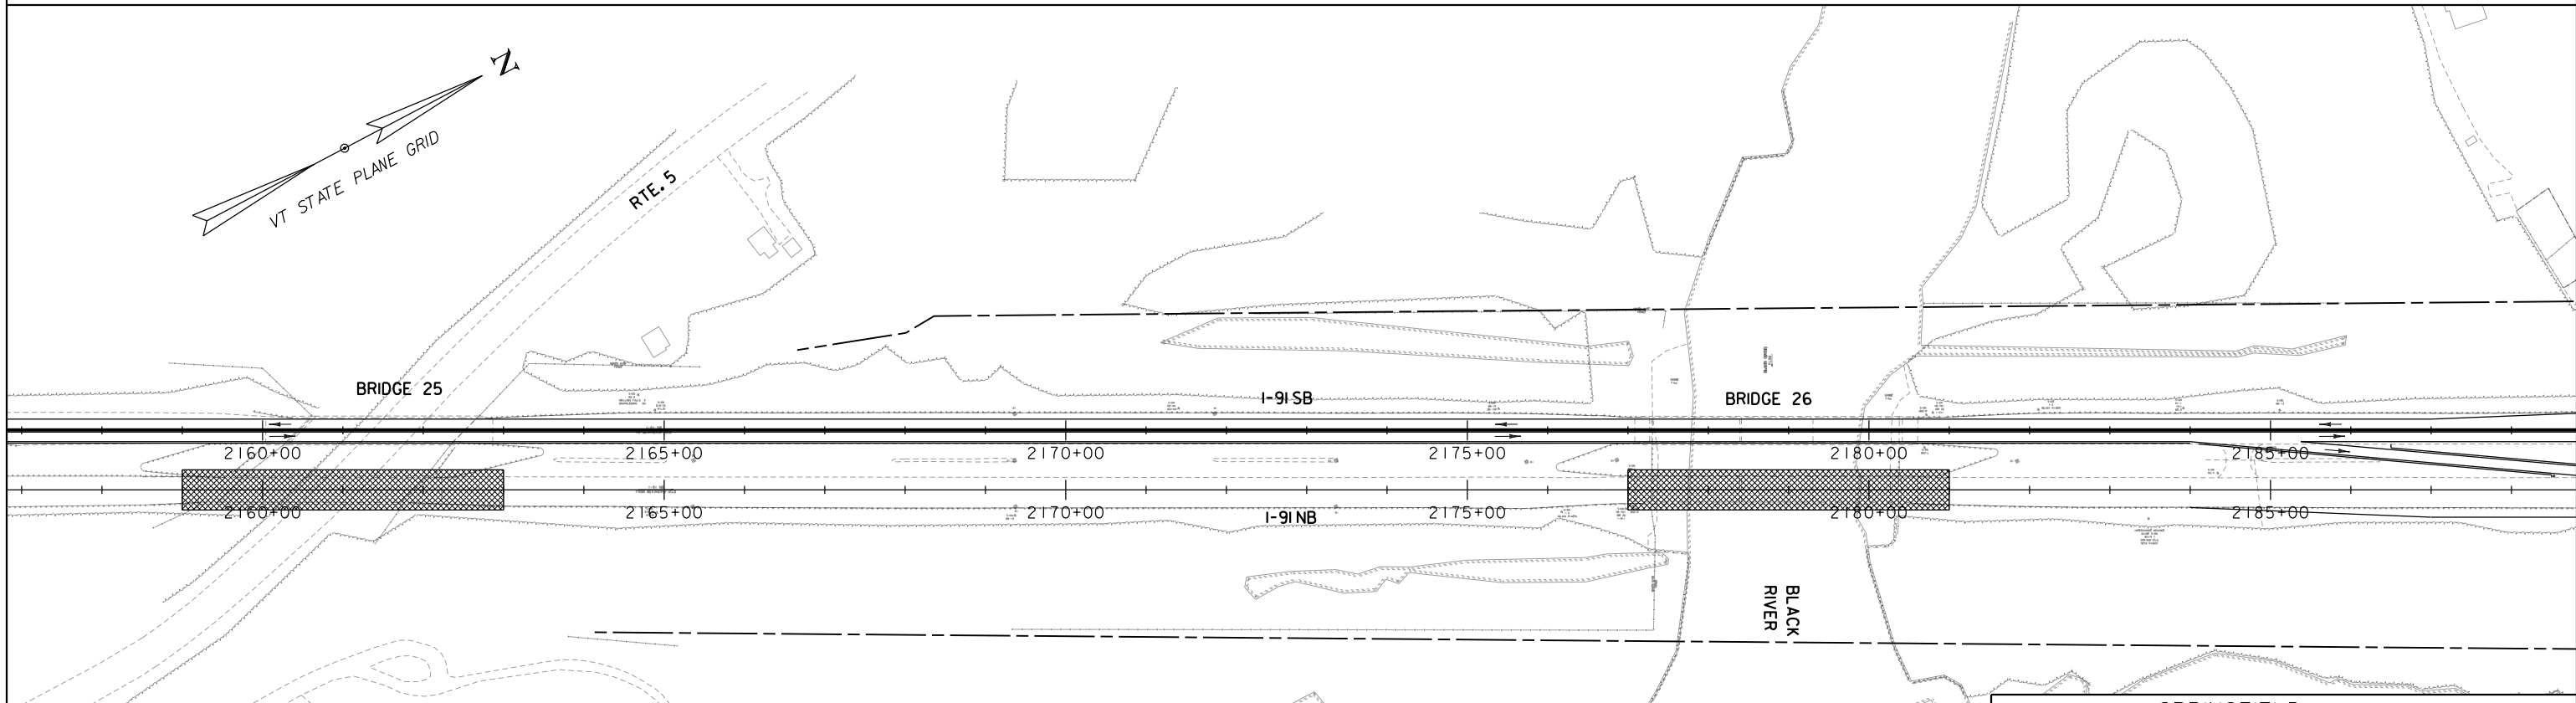 N
VT STATE PLANE GRID
RTE. 5
BRIDGE 25
I-91 SB
BRIDGE 26
2160+00
2165+00
2170+00
2175+00
2180+00
2185+00
2160+00
2165+00
2170+00
2175+00
2180+00
2185+00
I-91 NB
BLACK
RIVER